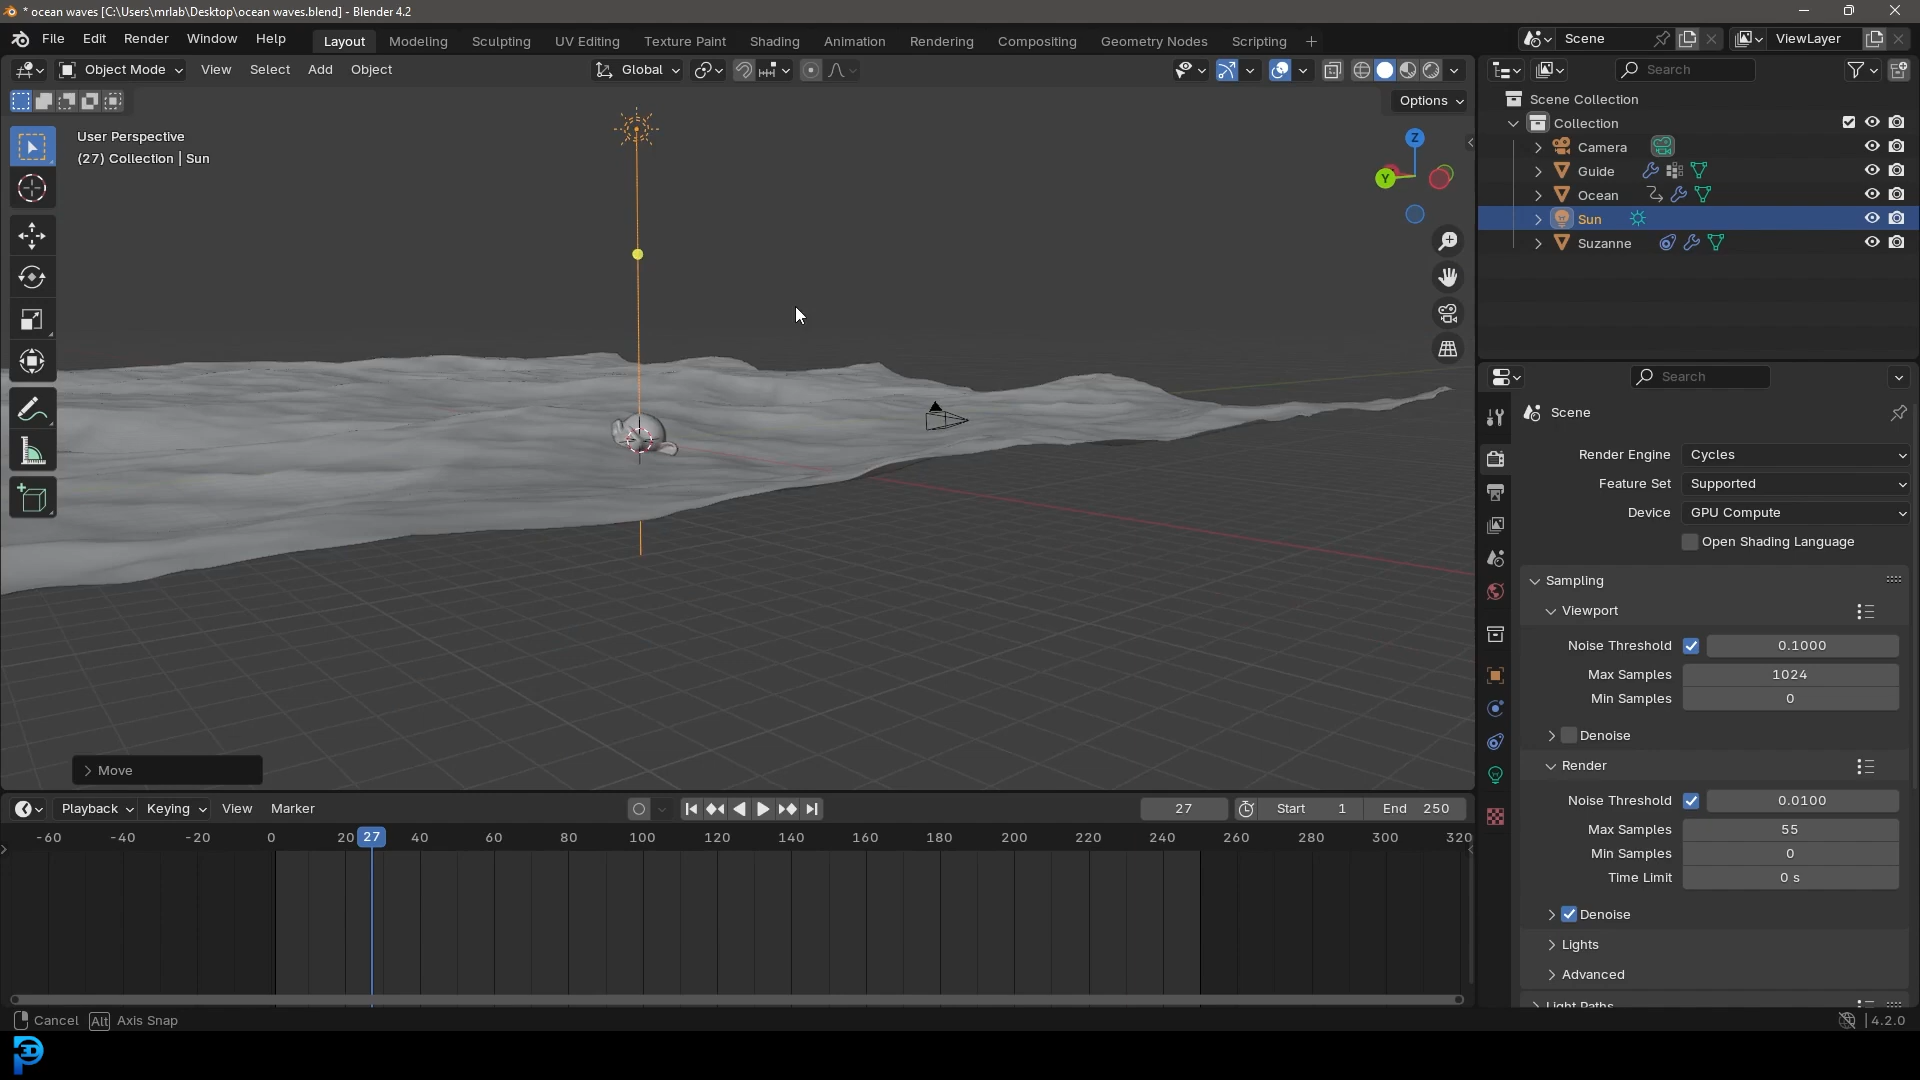 * ocean waves [C:\Users\mrlab\Desktop\ocean waves.blend] - Blender 4.2
File Edit Render Window Help Layout Modeling Sculpting UV Editing Texture Paint Shading Animation Rendering Compositing Geometry Nodes Scripting + Scene ViewLayer
Object Mode View Select Add Object Global Search
Options
User Perspective
(27) Collection | Sun
Z
Y
Scene Collection
Collection
Camera
Guide
Ocean
Sun
Suzanne
Search
Scene
Render Engine Cycles
Feature Set Supported
Device GPU Compute
Open Shading Language
Sampling
Viewport
Noise Threshold 0.1000
Max Samples 1024
Min Samples 0
Denoise
Render
Noise Threshold 0.0100
Max Samples 55
Min Samples 0
Time Limit 0 s
Denoise
Lights
Advanced
Light Paths
Move
Playback Keying View Marker 27 Start 1 End 250
-60 -40 -20 0 20 27 40 60 80 100 120 140 160 180 200 220 240 260 280 300 320
Cancel Alt Axis Snap
4.2.0
P3D